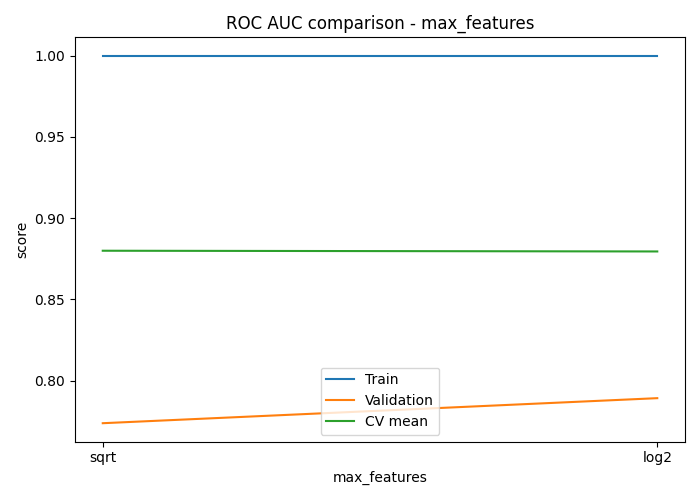 ROC AUC comparison - max_features
score
1.00
0.95
0.90
0.85
0.80
Train
Validation
CV mean
sqrt
log2
max_features